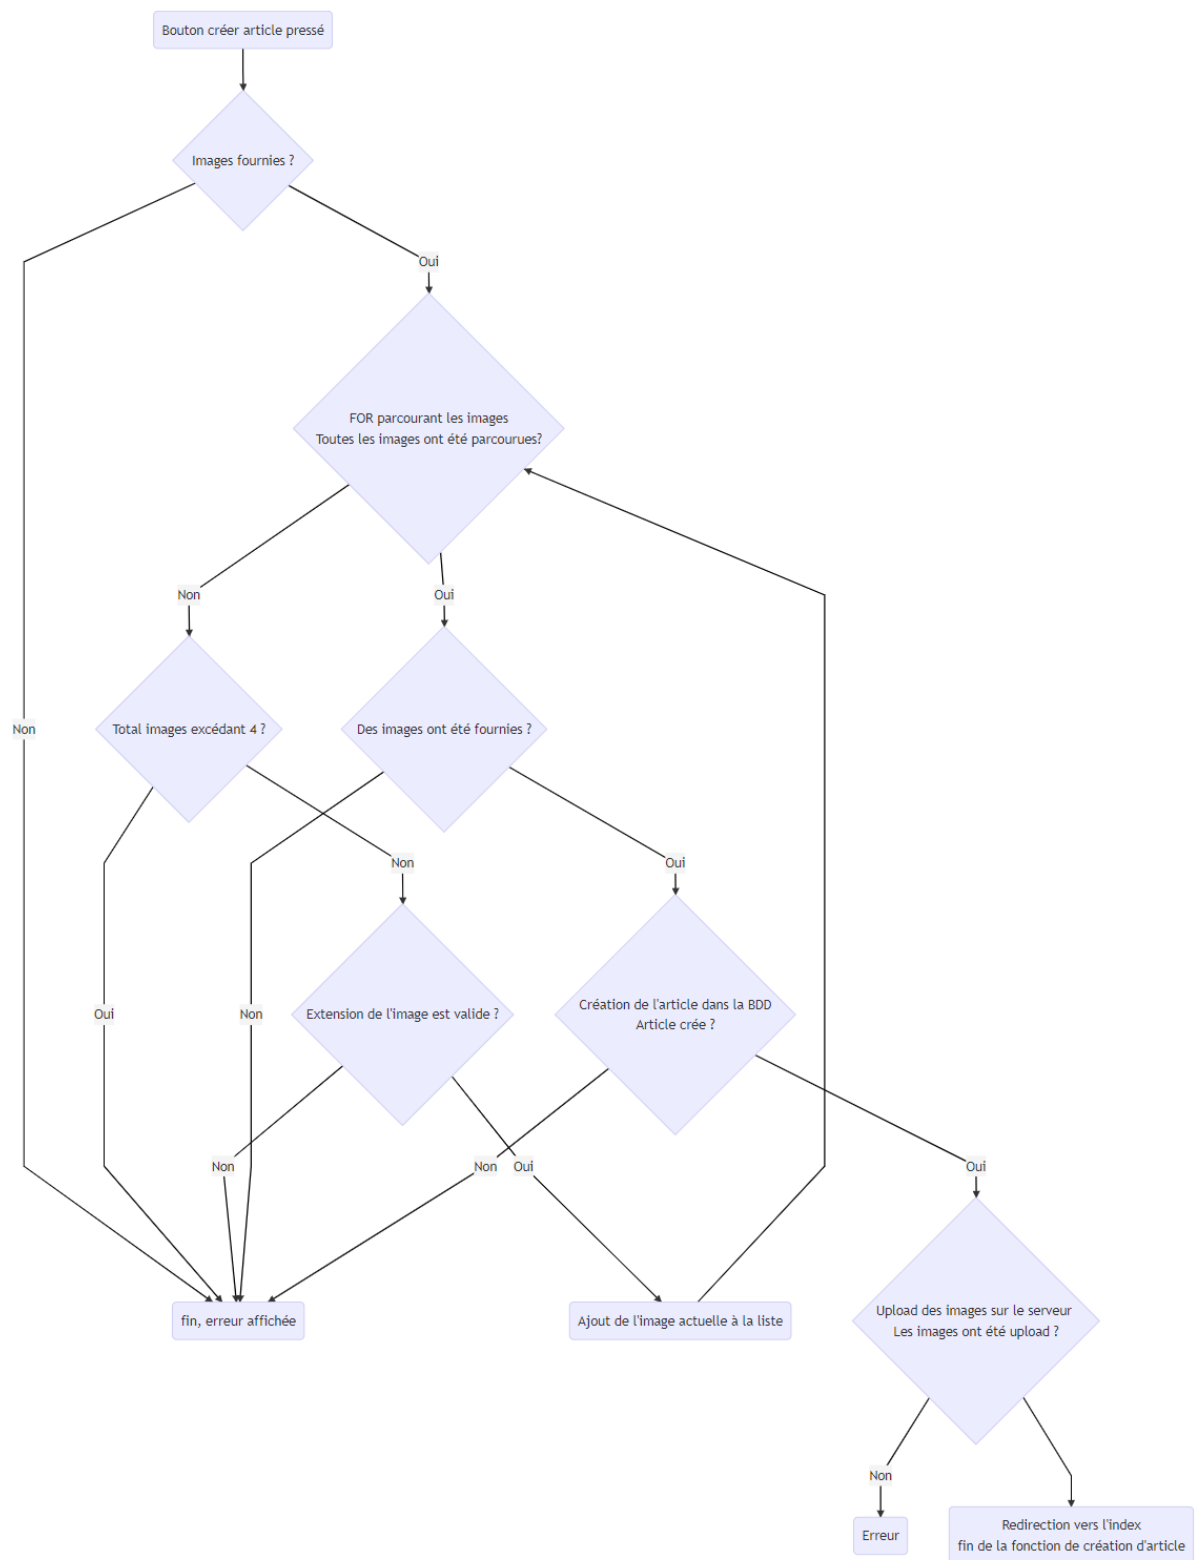 Bouton créer article pressé
Images fournies ?
Oui
FOR parcourant les images
Toutes les images ont été parcourues?
Non
Oui
Non
Total images excédant 4 ?
Des images ont été fournies ?
Non
Oui
Création de l'article dans la BDD
Article crée ?
Oui
Non
Extension de l'image est valide ?
Non
Non
Oui
Oui
fin, erreur affichée
Ajout de l'image actuelle à la liste
Upload des images sur le serveur
Les images ont été upload ?
Non
Erreur
Redirection vers l'index
fin de la fonction de création d'article